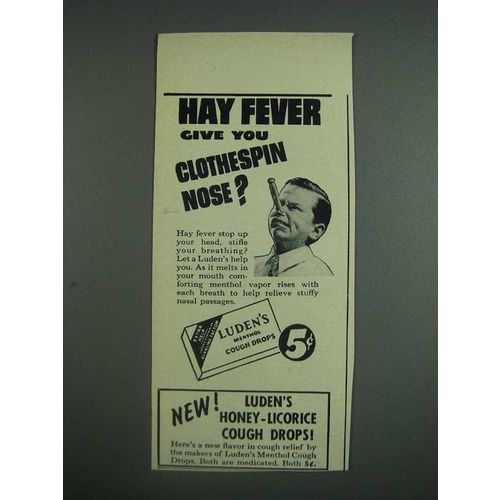 HAY FEVER
GIVE YOU
CLOTHESPIN
NOSE?
Hay fever stop up
your head, stifle
your breathing?
Let a Luden's help
you. As it melts in
your mouth com-
forting menthol vapor rises with
each breath to help relieve stuffy
nasal passages.
LUDEN'S
MENTHOL
COUGH DROPS
5¢
NEW!
LUDEN'S
HONEY-LICORICE
COUGH DROPS!
Here's a new flavor in cough relief by
the makers of Luden's Menthol Cough
Drops. Both are medicated. Both 5¢.